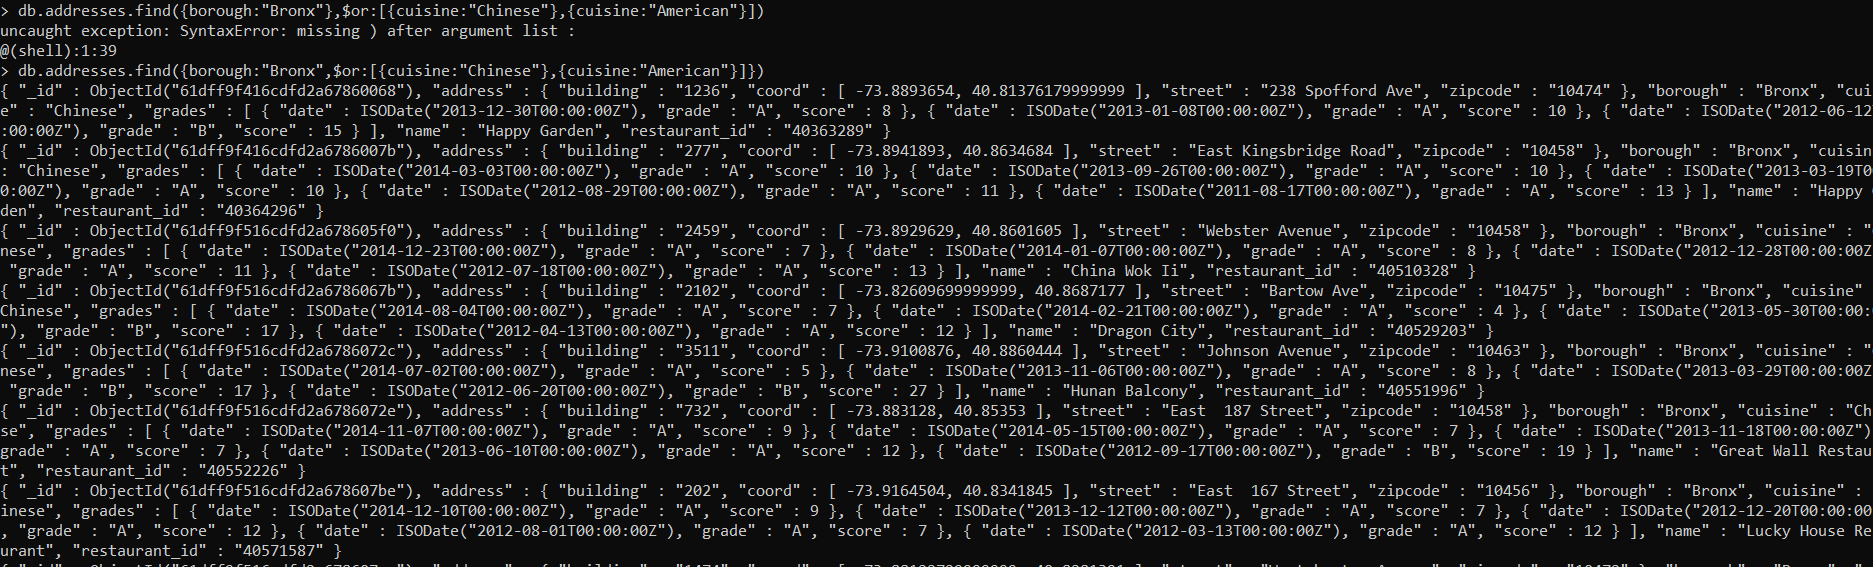 > db.addresses.find({borough:"Bronx"},$or:[{cuisine:"Chinese"},{cuisine:"American"}])
uncaught exception: SyntaxError: missing ) after argument list :
@(shell):1:39
> db.addresses.find({borough:"Bronx",$or:[{cuisine:"Chinese"},{cuisine:"American"}]})
{ "_id" : ObjectId("61dff9f416cdfd2a67860068"), "address" : { "building" : "1236", "coord" : [ -73.8893654, 40.81376179999999 ], "street" : "238 Spofford Ave", "zipcode" : "10474" }, "borough" : "Bronx", "cui
e" : "Chinese", "grades" : [ { "date" : ISODate("2013-12-30T00:00:00Z"), "grade" : "A", "score" : 8 }, { "date" : ISODate("2013-01-08T00:00:00Z"), "grade" : "A", "score" : 10 }, { "date" : ISODate("2012-06-12
:00:00Z"), "grade" : "B", "score" : 15 } ], "name" : "Happy Garden", "restaurant_id" : "40363289" }
{ "_id" : ObjectId("61dff9f416cdfd2a6786007b"), "address" : { "building" : "277", "coord" : [ -73.8941893, 40.8634684 ], "street" : "East Kingsbridge Road", "zipcode" : "10458" }, "borough" : "Bronx", "cuisin
: "Chinese", "grades" : [ { "date" : ISODate("2014-03-03T00:00:00Z"), "grade" : "A", "score" : 10 }, { "date" : ISODate("2013-09-26T00:00:00Z"), "grade" : "A", "score" : 10 }, { "date" : ISODate("2013-03-19T0
0:00Z"), "grade" : "A", "score" : 10 }, { "date" : ISODate("2012-08-29T00:00:00Z"), "grade" : "A", "score" : 11 }, { "date" : ISODate("2011-08-17T00:00:00Z"), "grade" : "A", "score" : 13 } ], "name" : "Happy
den", "restaurant_id" : "40364296" }
{ "_id" : ObjectId("61dff9f516cdfd2a678605f0"), "address" : { "building" : "2459", "coord" : [ -73.8929629, 40.8601605 ], "street" : "Webster Avenue", "zipcode" : "10458" }, "borough" : "Bronx", "cuisine" : "
nese", "grades" : [ { "date" : ISODate("2014-12-23T00:00:00Z"), "grade" : "A", "score" : 7 }, { "date" : ISODate("2014-01-07T00:00:00Z"), "grade" : "A", "score" : 8 }, { "date" : ISODate("2012-12-28T00:00:00Z
"grade" : "A", "score" : 11 }, { "date" : ISODate("2012-07-18T00:00:00Z"), "grade" : "A", "score" : 13 } ], "name" : "China Wok Ii", "restaurant_id" : "40510328" }
{ "_id" : ObjectId("61dff9f516cdfd2a6786067b"), "address" : { "building" : "2102", "coord" : [ -73.82609699999999, 40.8687177 ], "street" : "Bartow Ave", "zipcode" : "10475" }, "borough" : "Bronx", "cuisine"
Chinese", "grades" : [ { "date" : ISODate("2014-08-04T00:00:00Z"), "grade" : "A", "score" : 7 }, { "date" : ISODate("2014-02-21T00:00:00Z"), "grade" : "A", "score" : 4 }, { "date" : ISODate("2013-05-30T00:00:
"), "grade" : "B", "score" : 17 }, { "date" : ISODate("2012-04-13T00:00:00Z"), "grade" : "A", "score" : 12 } ], "name" : "Dragon City", "restaurant_id" : "40529203" }
{ "_id" : ObjectId("61dff9f516cdfd2a6786072c"), "address" : { "building" : "3511", "coord" : [ -73.9100876, 40.8860444 ], "street" : "Johnson Avenue", "zipcode" : "10463" }, "borough" : "Bronx", "cuisine" : "
nese", "grades" : [ { "date" : ISODate("2014-07-02T00:00:00Z"), "grade" : "A", "score" : 5 }, { "date" : ISODate("2013-11-06T00:00:00Z"), "grade" : "A", "score" : 8 }, { "date" : ISODate("2013-03-29T00:00:00Z
"grade" : "B", "score" : 17 }, { "date" : ISODate("2012-06-20T00:00:00Z"), "grade" : "B", "score" : 27 } ], "name" : "Hunan Balcony", "restaurant_id" : "40551996" }
{ "_id" : ObjectId("61dff9f516cdfd2a6786072e"), "address" : { "building" : "732", "coord" : [ -73.883128, 40.85353 ], "street" : "East  187 Street", "zipcode" : "10458" }, "borough" : "Bronx", "cuisine" : "Ch
se", "grades" : [ { "date" : ISODate("2014-11-07T00:00:00Z"), "grade" : "A", "score" : 9 }, { "date" : ISODate("2014-05-15T00:00:00Z"), "grade" : "A", "score" : 7 }, { "date" : ISODate("2013-11-18T00:00:00Z")
grade" : "A", "score" : 7 }, { "date" : ISODate("2013-06-10T00:00:00Z"), "grade" : "A", "score" : 12 }, { "date" : ISODate("2012-09-17T00:00:00Z"), "grade" : "B", "score" : 19 } ], "name" : "Great Wall Restau
t", "restaurant_id" : "40552226" }
{ "_id" : ObjectId("61dff9f516cdfd2a678607be"), "address" : { "building" : "202", "coord" : [ -73.9164504, 40.8341845 ], "street" : "East  167 Street", "zipcode" : "10456" }, "borough" : "Bronx", "cuisine" :
inese", "grades" : [ { "date" : ISODate("2014-12-10T00:00:00Z"), "grade" : "A", "score" : 9 }, { "date" : ISODate("2013-12-12T00:00:00Z"), "grade" : "A", "score" : 7 }, { "date" : ISODate("2012-12-20T00:00:00
, "grade" : "A", "score" : 12 }, { "date" : ISODate("2012-08-01T00:00:00Z"), "grade" : "A", "score" : 7 }, { "date" : ISODate("2012-03-13T00:00:00Z"), "grade" : "A", "score" : 12 } ], "name" : "Lucky House Re
urant", "restaurant_id" : "40571587" }